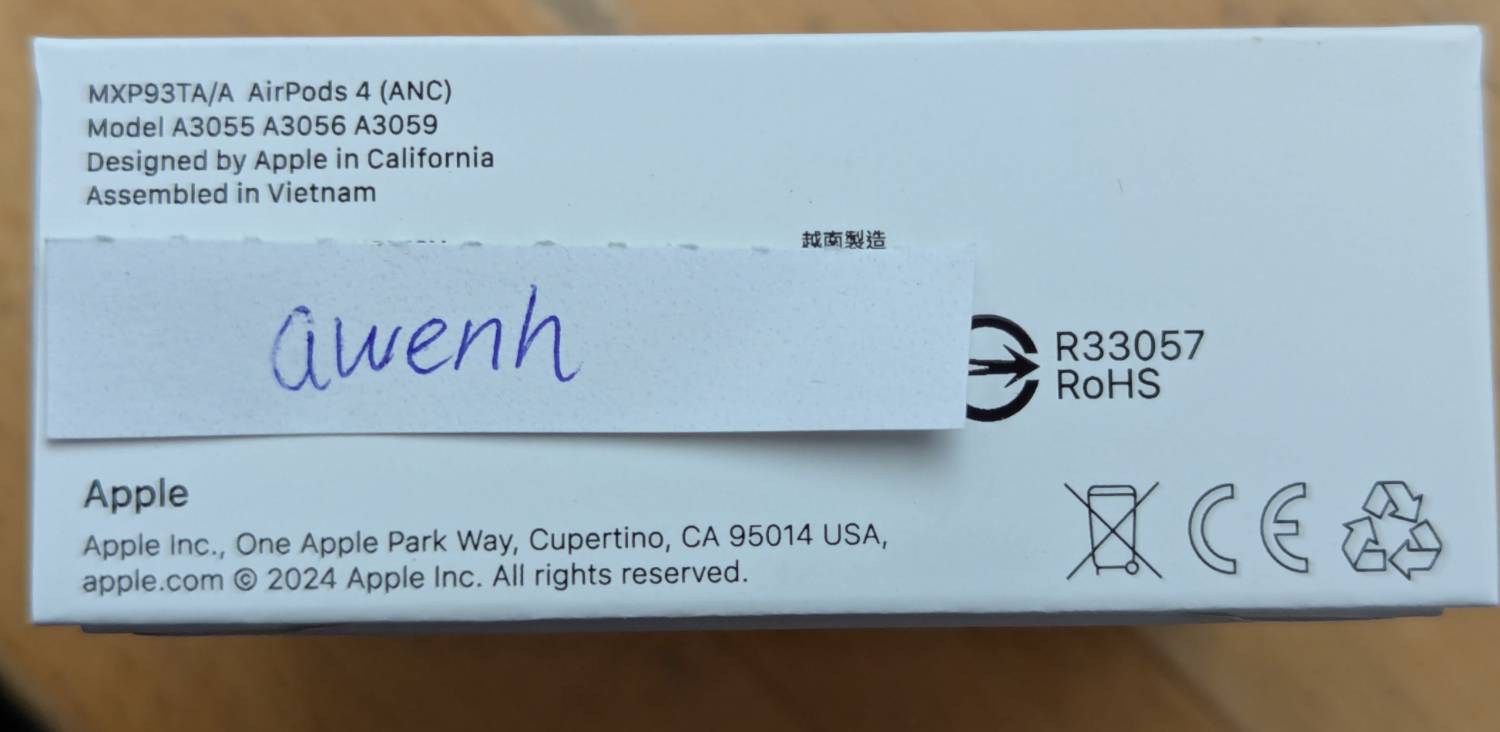 MXP93TA/A AirPods 4 (ANC)
Model A3055 A3056 A3059
Designed by Apple in California
Assembled in Vietnam
越南製造
awenh
R33057
RoHS
Apple
Apple Inc., One Apple Park Way, Cupertino, CA 95014 USA,
apple.com © 2024 Apple Inc. All rights reserved.
CE